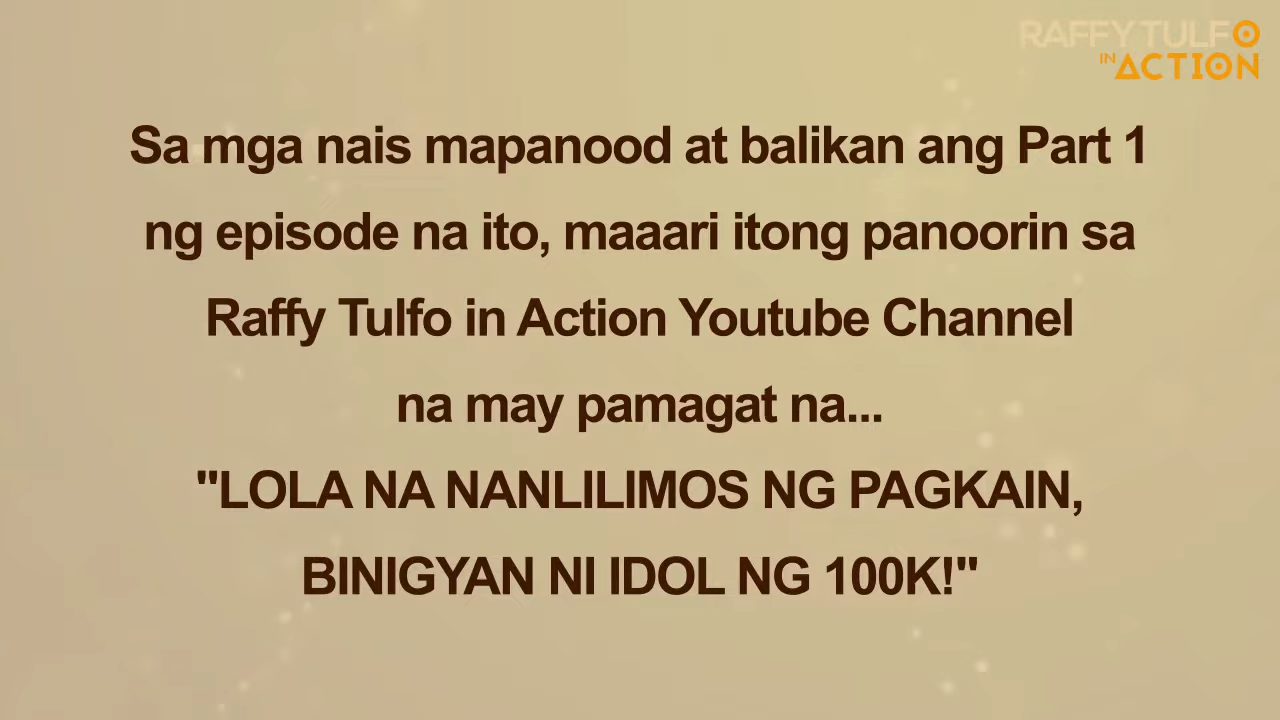 RAFFY TULFO
IN ACTION
Sa mga nais mapanood at balikan ang Part 1
ng episode na ito, maaari itong panoorin sa
Raffy Tulfo in Action Youtube Channel
na may pamagat na...
"LOLA NA NANLILIMOS NG PAGKAIN,
BINIGYAN NI IDOL NG 100K!"